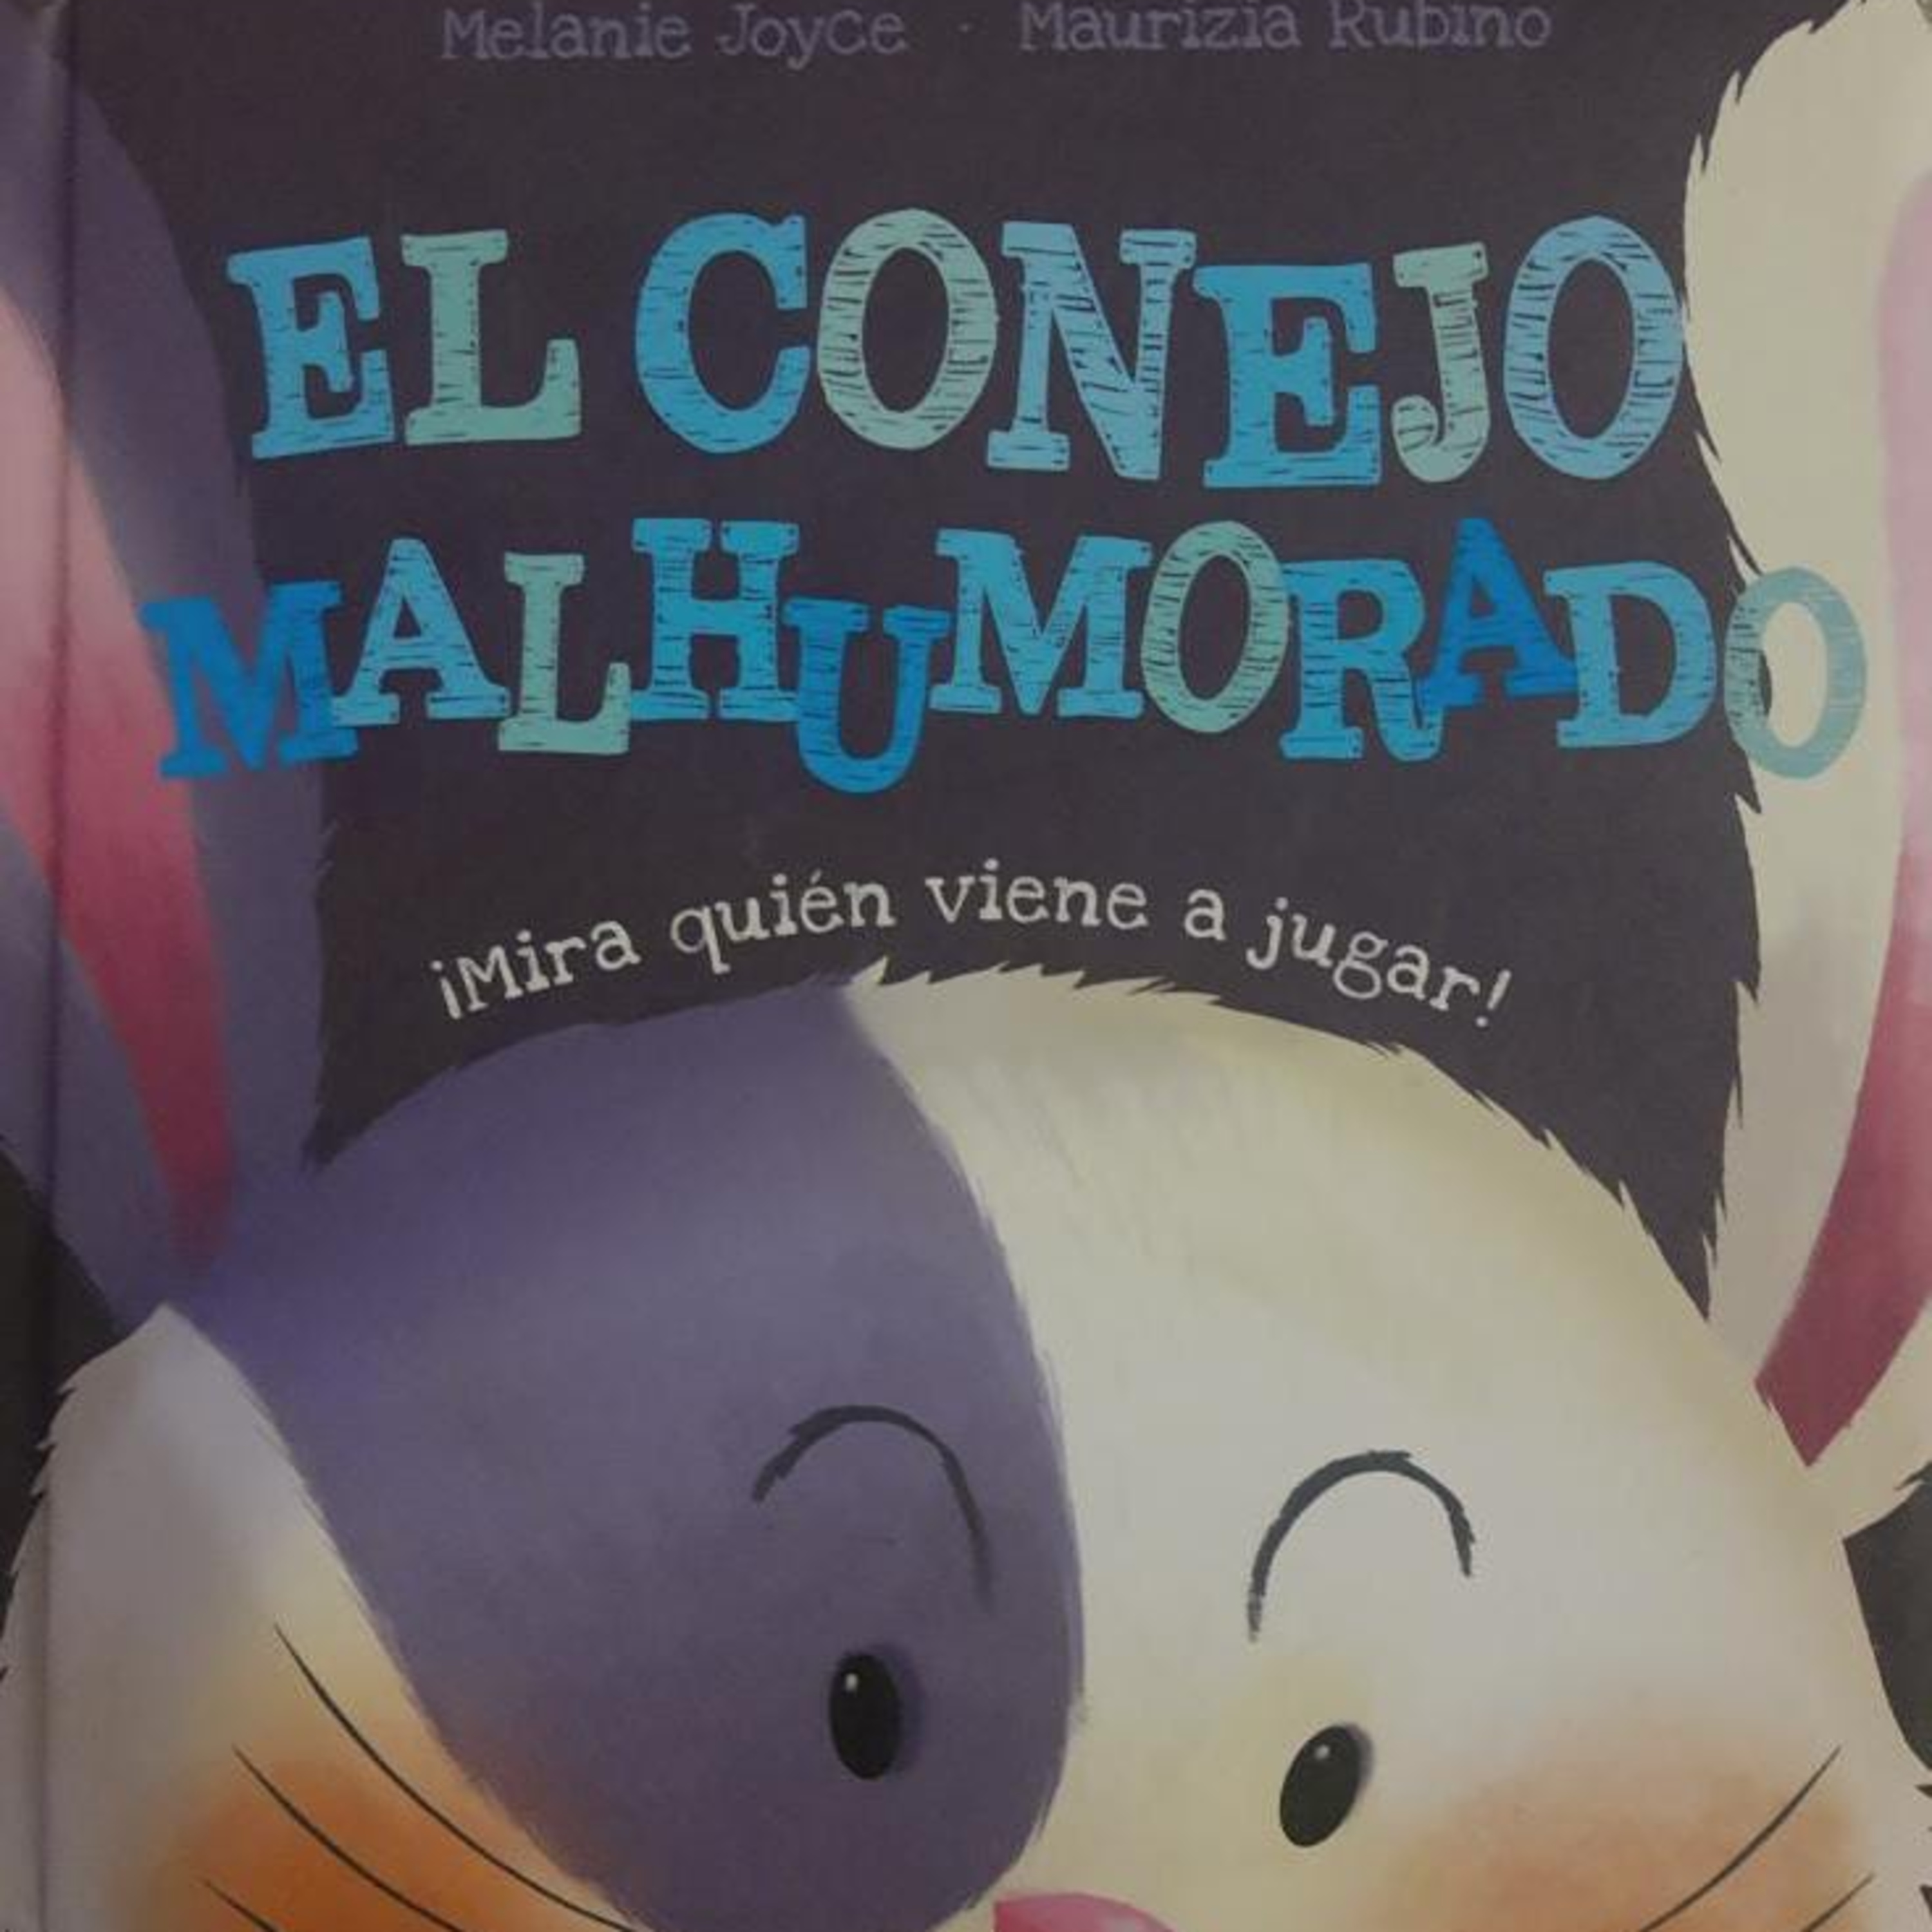 Melanie Joyce · Maurizia Rubino
EL CONEJO
MALHUMORADO
¡Mira quién viene a jugar!